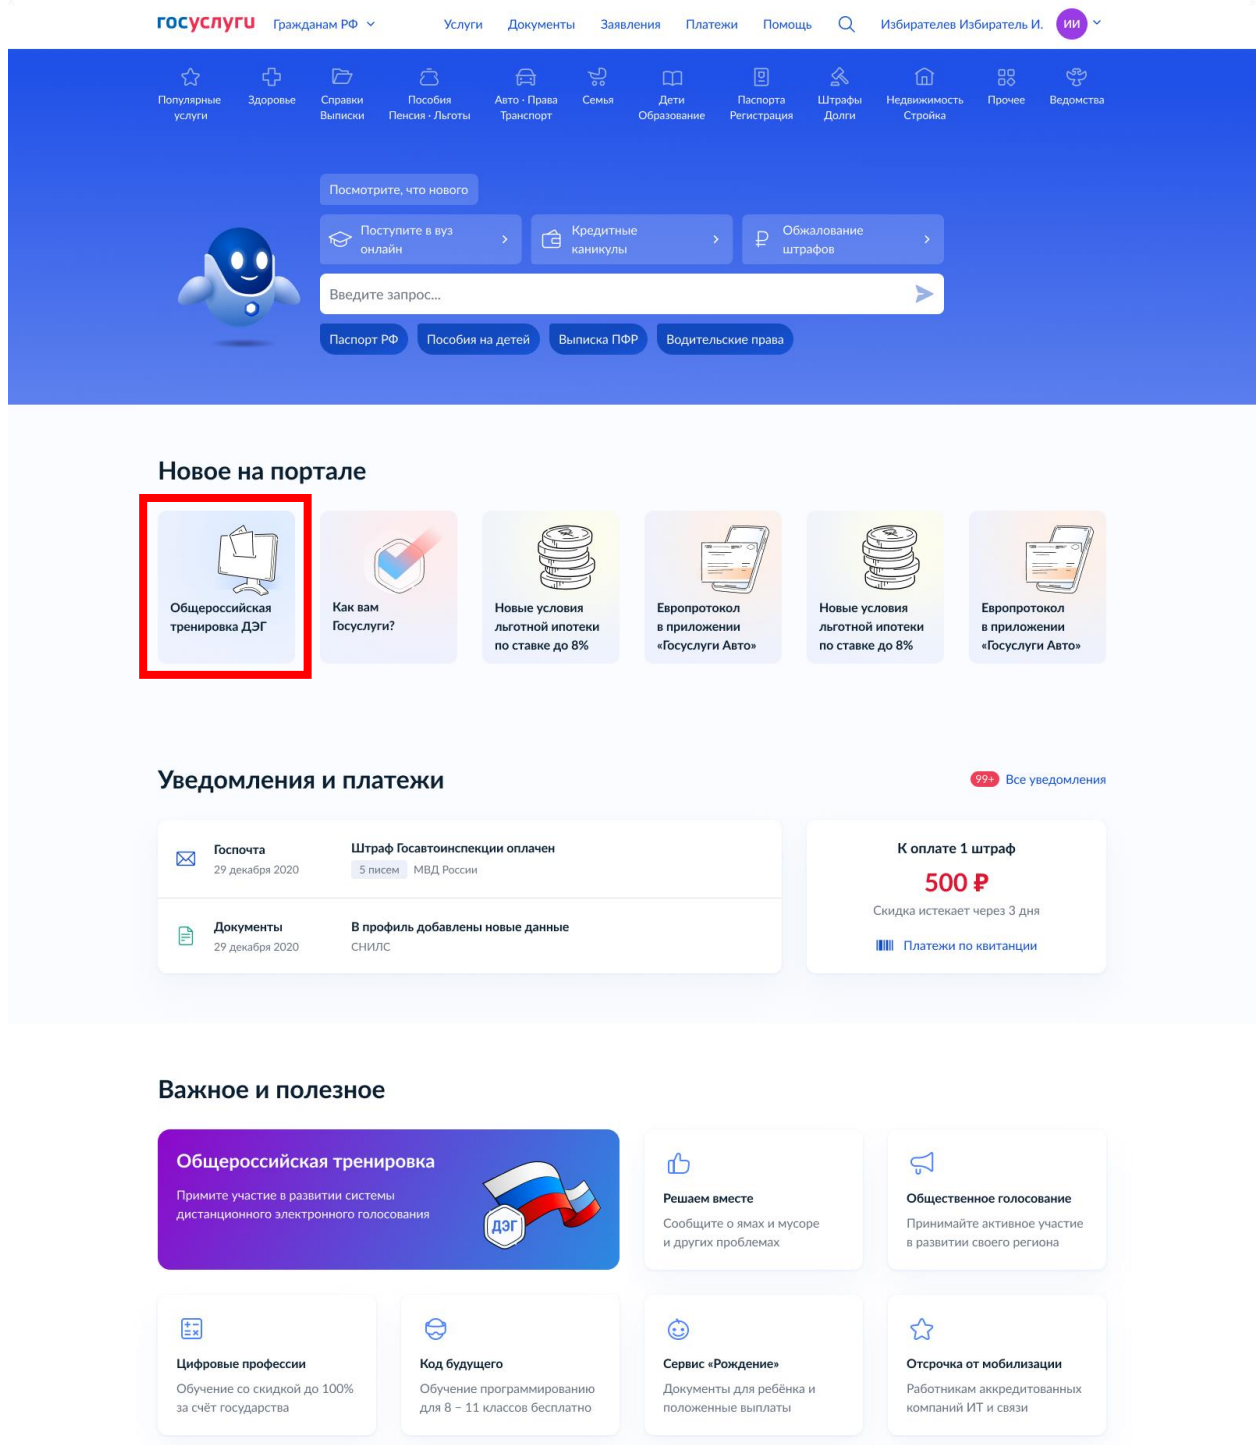 госуслуги
Гражданам РФ
Услуги
Документы
Заявления
Платежи
Помощь
Избирателев Избиратель И.
ИИ
Популярные
услуги
Здоровье
Справки
Выписки
Пособия
Пенсия · Льготы
Авто · Права
Транспорт
Семья
Дети
Образование
Паспорта
Регистрация
Штрафы
Долги
Недвижимость
Стройка
Прочее
Ведомства
Посмотрите, что нового
Поступите в вуз
онлайн
Кредитные
каникулы
Обжалование
штрафов
Введите запрос...
Паспорт РФ
Пособия на детей
Выписка ПФР
Водительские права
Новое на портале
Общероссийская
тренировка ДЭГ
Как вам
Госуслуги?
Новые условия
льготной ипотеки
по ставке до 8%
Европротокол
в приложении
«Госуслуги Авто»
Новые условия
льготной ипотеки
по ставке до 8%
Европротокол
в приложении
«Госуслуги Авто»
Уведомления и платежи
99+ Все уведомления
Госпочта
29 декабря 2020
Штраф Госавтоинспекции оплачен
5 писем МВД России
Документы
29 декабря 2020
В профиль добавлены новые данные
СНИЛС
К оплате 1 штраф
500 ₽
Скидка истекает через 3 дня
Платежи по квитанции
Важное и полезное
Общероссийская тренировка
Примите участие в развитии системы
дистанционного электронного голосования
ДЭГ
Решаем вместе
Сообщите о ямах и мусоре
и других проблемах
Общественное голосование
Принимайте активное участие
в развитии своего региона
Цифровые профессии
Обучение со скидкой до 100%
за счёт государства
Код будущего
Обучение программированию
для 8 – 11 классов бесплатно
Сервис «Рождение»
Документы для ребёнка и
положенные выплаты
Отсрочка от мобилизации
Работникам аккредитованных
компаний ИТ и связи